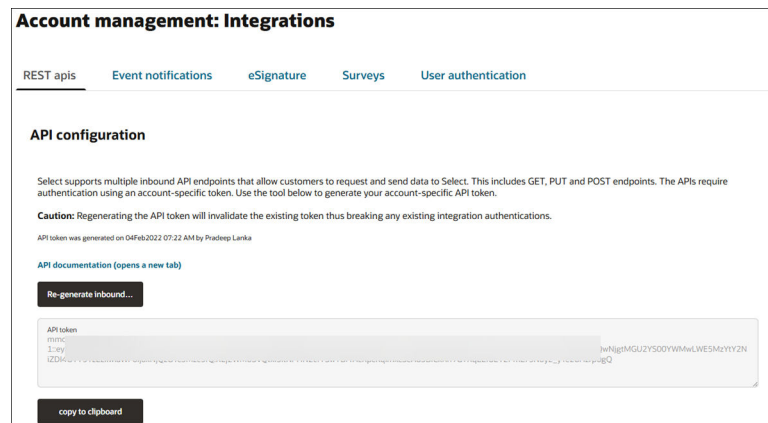 Account management: Integrations
REST apis Event notifications eSignature Surveys User authentication
API configuration
Select supports multiple inbound API endpoints that allow customers to request and send data to Select. This includes GET, PUT and POST endpoints. The APIs require
authentication using an account-specific token. Use the tool below to generate your account-specific API token.
Caution: Regenerating the API token will invalidate the existing token thus breaking any existing integration authentications.
API token was generated on 04Feb2022 07:22 AM by Pradeep Lanka
API documentation (opens a new tab)
Re-generate inbound...
API token
copy to clipboard